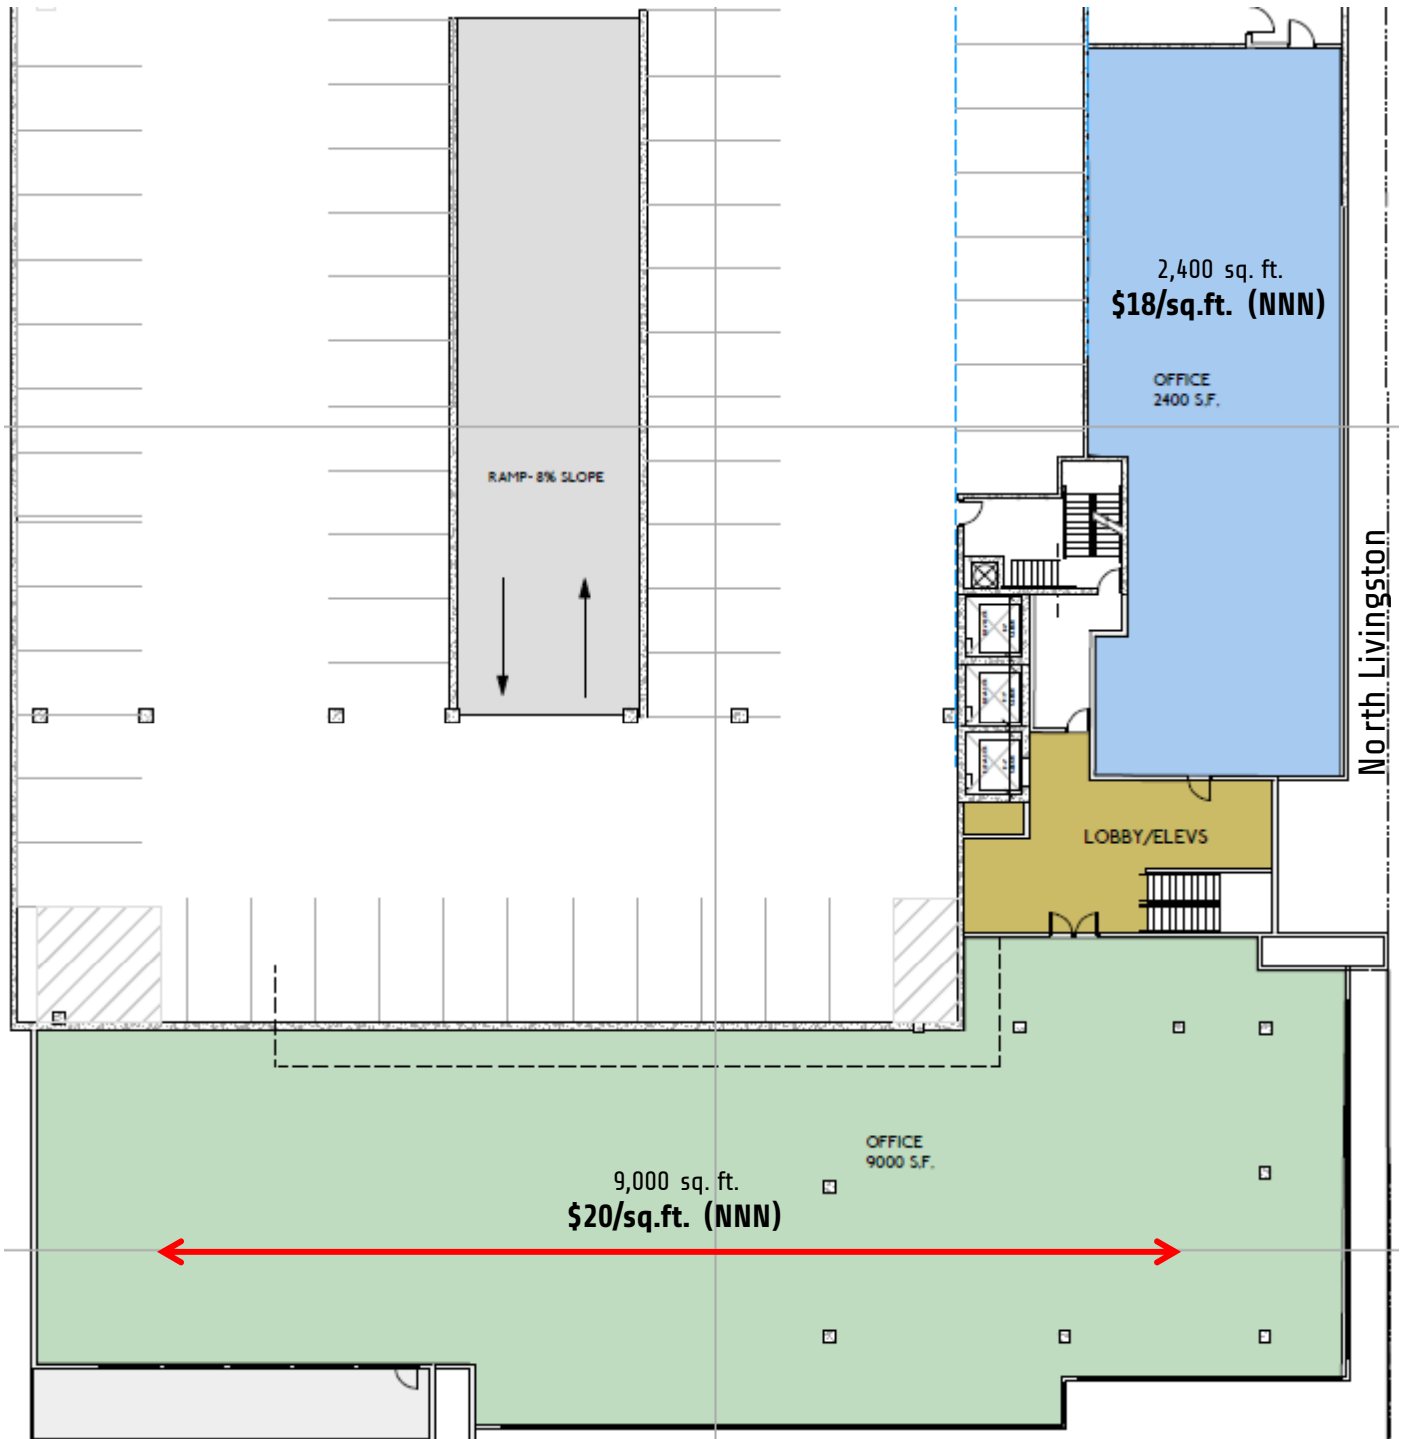 2,400 sq. ft.
$18/sq.ft. (NNN)
OFFICE
2400 S.F.
RAMP-8% SLOPE
North Livingston
LOBBY/ELEVS
OFFICE
9000 S.F.
9,000 sq. ft.
$20/sq.ft. (NNN)